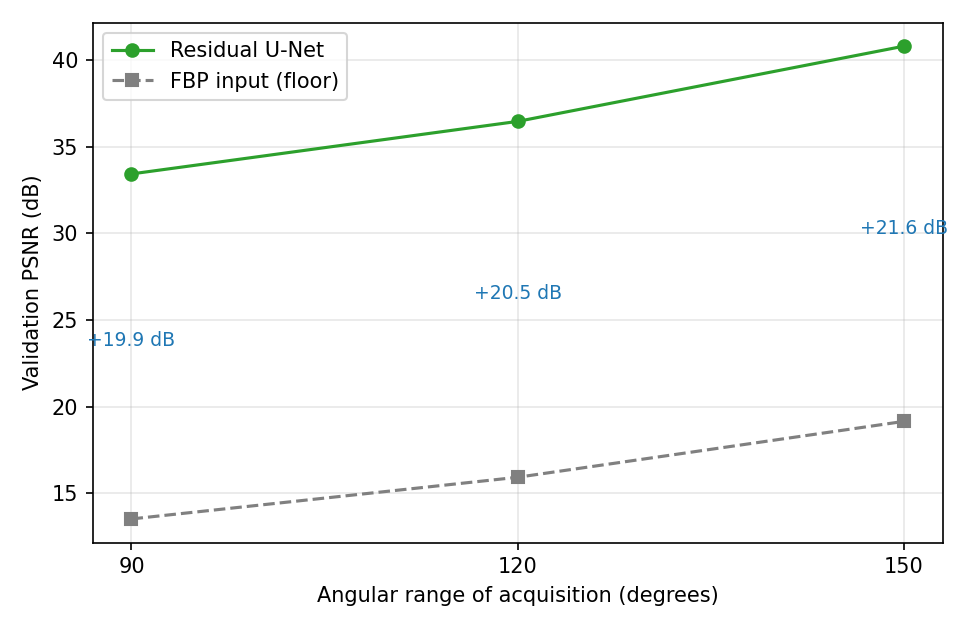 Residual U-Net
FBP input (floor)
Validation PSNR (dB)
40
35
30
25
20
15
+19.9 dB
+20.5 dB
+21.6 dB
90
120
150
Angular range of acquisition (degrees)